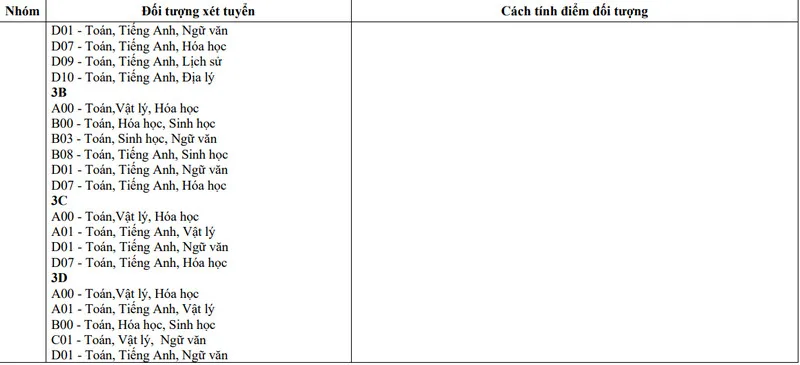 Nhóm Đối tượng xét tuyển Cách tính điểm đối tượng
D01 - Toán, Tiếng Anh, Ngữ văn
D07 - Toán, Tiếng Anh, Hóa học
D09 - Toán, Tiếng Anh, Lịch sử
D10 - Toán, Tiếng Anh, Địa lý
3B
A00 - Toán,Vật lý, Hóa học
B00 - Toán, Hóa học, Sinh học
B03 - Toán, Sinh học, Ngữ văn
B08 - Toán, Tiếng Anh, Sinh học
D01 - Toán, Tiếng Anh, Ngữ văn
D07 - Toán, Tiếng Anh, Hóa học
3C
A00 - Toán,Vật lý, Hóa học
A01 - Toán, Tiếng Anh, Vật lý
D01 - Toán, Tiếng Anh, Ngữ văn
D07 - Toán, Tiếng Anh, Hóa học
3D
A00 - Toán,Vật lý, Hóa học
A01 - Toán, Tiếng Anh, Vật lý
B00 - Toán, Hóa học, Sinh học
C01 - Toán, Vật lý, Ngữ văn
D01 - Toán, Tiếng Anh, Ngữ văn